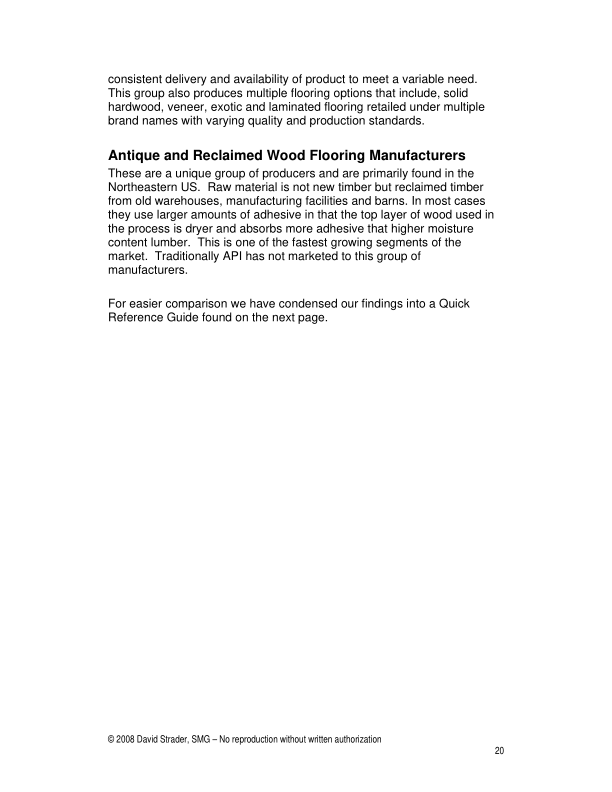 consistent delivery and availability of product to meet a variable need.
This group also produces multiple flooring options that include, solid
hardwood, veneer, exotic and laminated flooring retailed under multiple
brand names with varying quality and production standards.
Antique and Reclaimed Wood Flooring Manufacturers
These are a unique group of producers and are primarily found in the
Northeastern US.  Raw material is not new timber but reclaimed timber
from old warehouses, manufacturing facilities and barns. In most cases
they use larger amounts of adhesive in that the top layer of wood used in
the process is dryer and absorbs more adhesive that higher moisture
content lumber.  This is one of the fastest growing segments of the
market.  Traditionally API has not marketed to this group of
manufacturers.
For easier comparison we have condensed our findings into a Quick
Reference Guide found on the next page.
© 2008 David Strader, SMG – No reproduction without written authorization
20